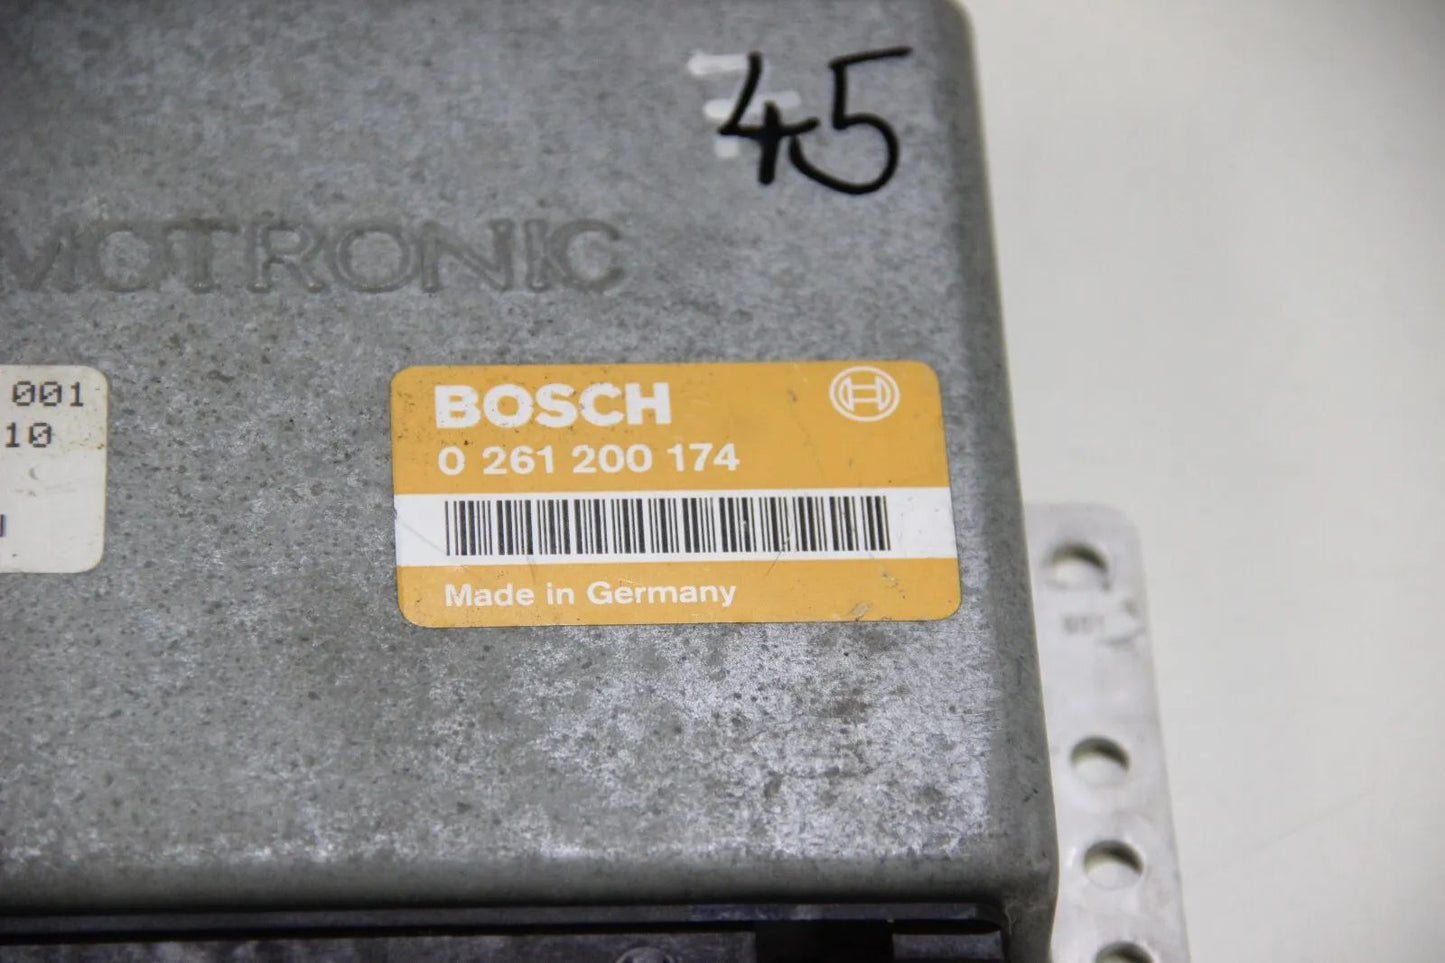 45
MOTRONIC
001
10
BOSCH
0 261 200 174
Made in Germany